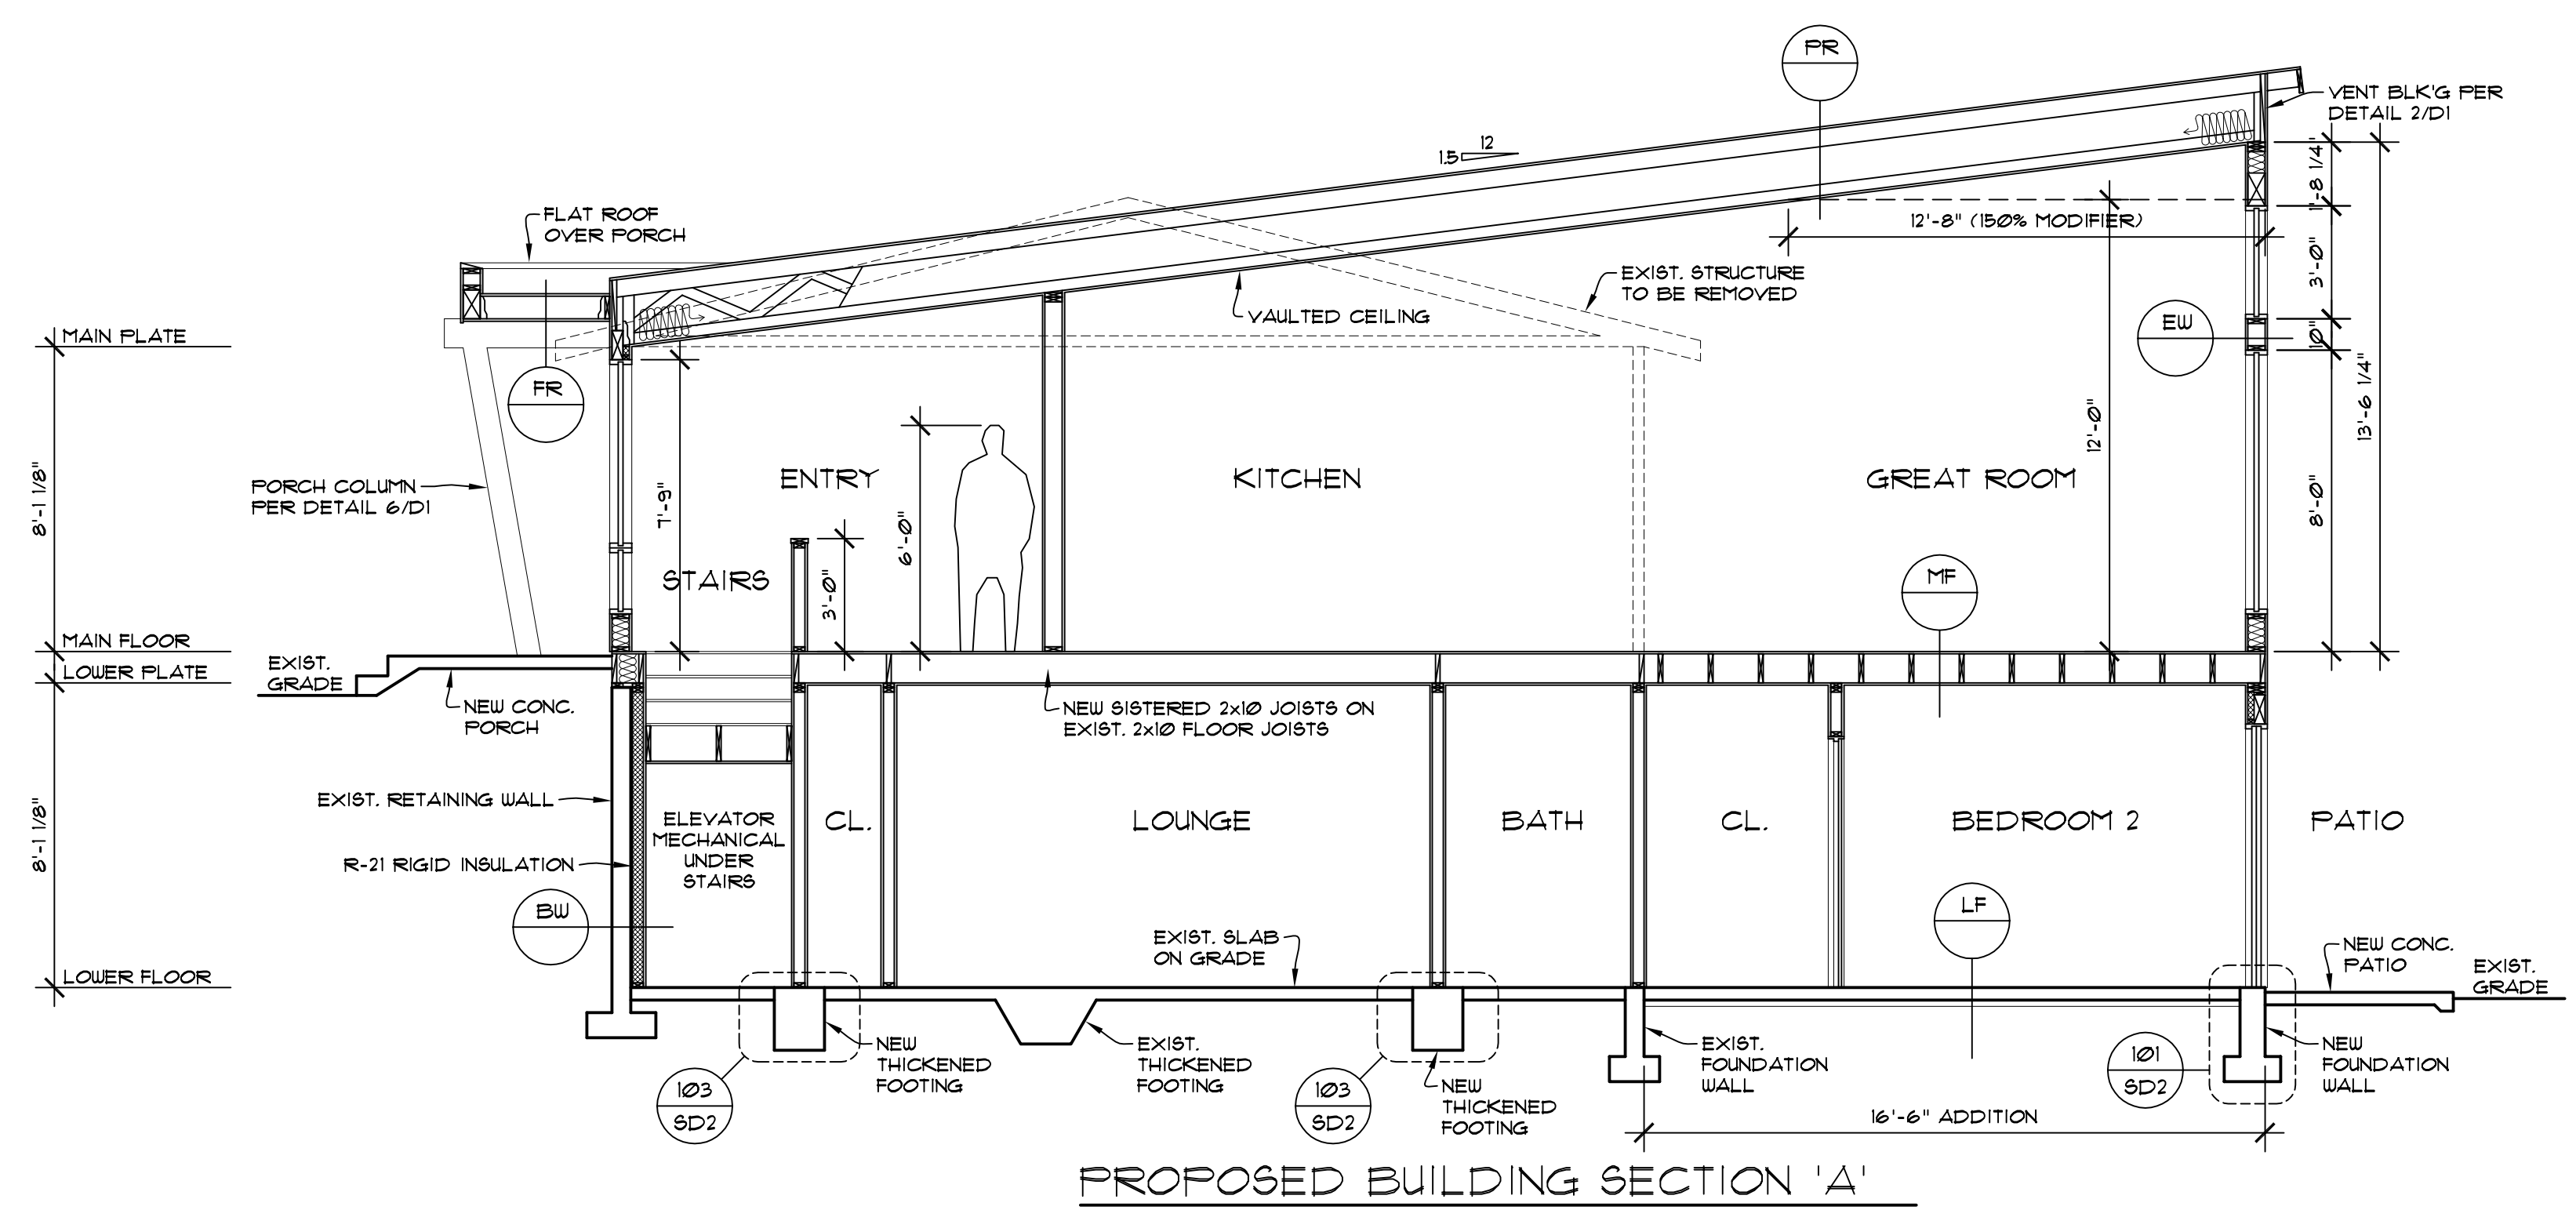 PR
VENT BLK'G PER
DETAIL 2/D1
12
1.5
1'-8 1/4"
FLAT ROOF
OVER PORCH
12'-8" (150% MODIFIER)
3'-0"
EXIST. STRUCTURE
TO BE REMOVED
VAULTED CEILING
EW
10"
MAIN PLATE
FR
13'-6 1/4"
12'-0"
8'-1 1/8"
PORCH COLUMN
PER DETAIL 6/D1
7'-9"
ENTRY
6'-0"
KITCHEN
GREAT ROOM
8'-0"
STAIRS
3'-0"
MF
MAIN FLOOR
EXIST.
GRADE
LOWER PLATE
NEW CONC.
PORCH
NEW SISTERED 2x10 JOISTS ON
EXIST. 2x10 FLOOR JOISTS
EXIST. RETAINING WALL
8'-1 1/8"
ELEVATOR
MECHANICAL
UNDER
STAIRS
CL.
LOUNGE
BATH
CL.
BEDROOM 2
PATIO
R-21 RIGID INSULATION
BW
LF
EXIST. SLAB
ON GRADE
NEW CONC.
PATIO
EXIST.
GRADE
LOWER FLOOR
NEW
THICKENED
FOOTING
EXIST.
THICKENED
FOOTING
EXIST.
FOUNDATION
WALL
NEW
FOUNDATION
WALL
103
SD2
103
SD2
NEW
THICKENED
FOOTING
101
SD2
16'-6" ADDITION
PROPOSED BUILDING SECTION 'A'